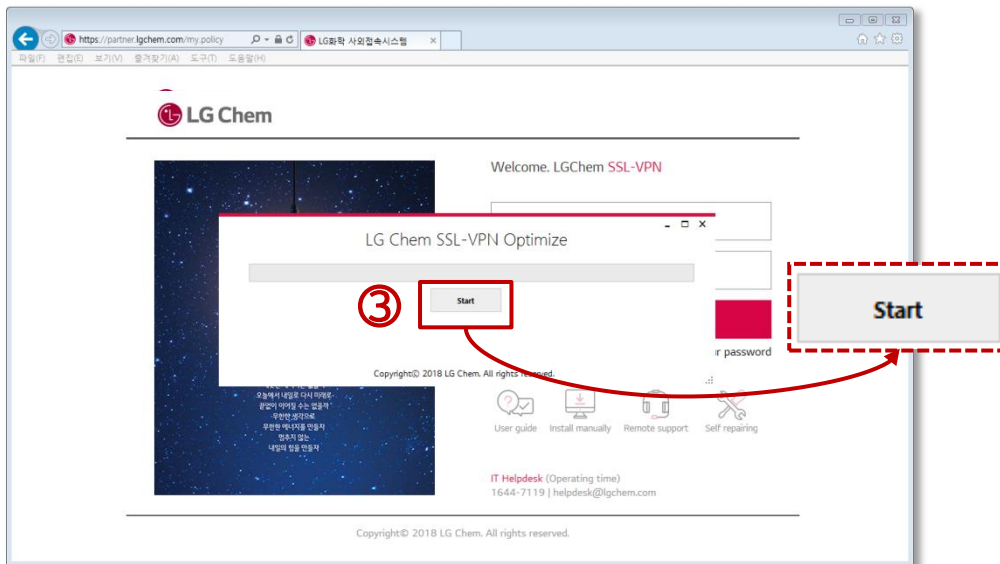 https://partner.lgchem.com/my.policy
LG화학 사외접속시스템
파일(F) 편집(E) 보기(V) 즐겨찾기(A) 도구(T) 도움말(H)
LG Chem
Welcome. LGChem SSL-VPN
LG Chem SSL-VPN Optimize
③
Start
Start
r password
Copyright© 2018 LG Chem. All rights reserved.
오늘에서 내일로 다시 미래로
끝없이 이어질 수는 없을까
무한한 생각으로
무한한 에너지를 만들자
멈추지 않는
내일의 힘을 만들자
User guide Install manually Remote support Self repairing
IT Helpdesk (Operating time)
1644-7119 | helpdesk@lgchem.com
Copyright© 2018 LG Chem. All rights reserved.